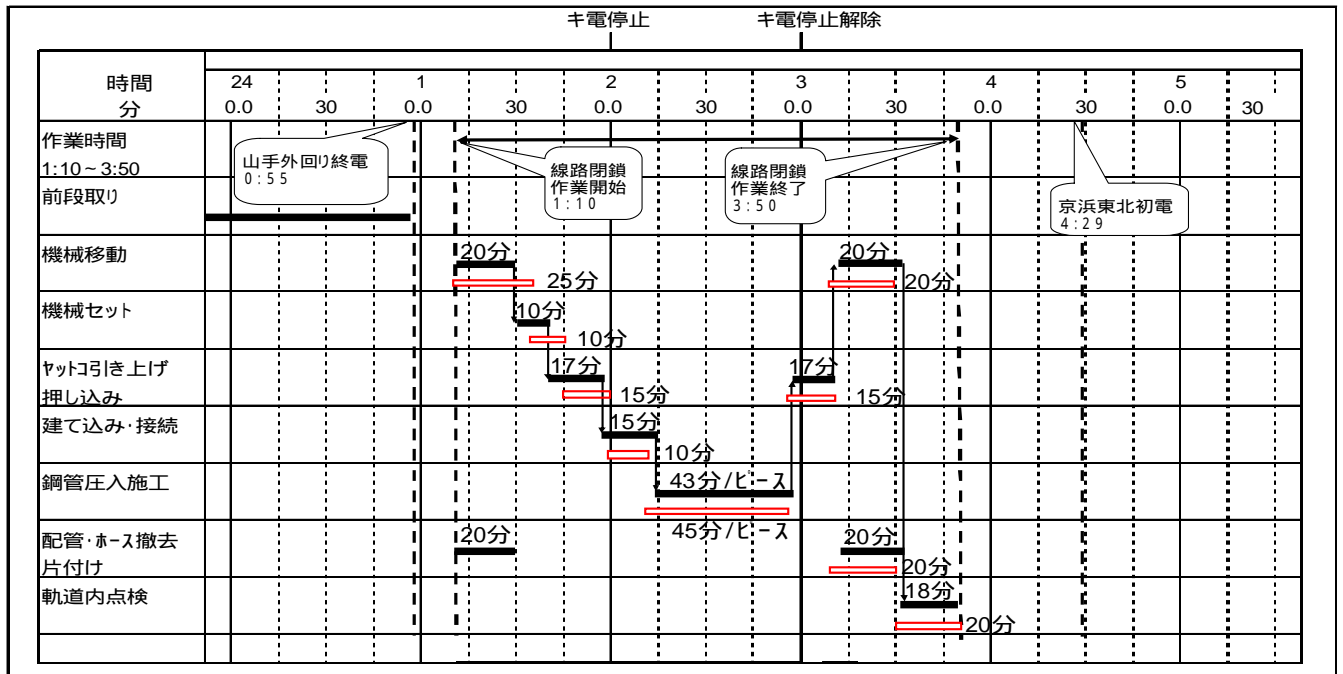 キ電停止 キ電停止解除
時間 24 1 2 3 4 5
分 0.0 30 0.0 30 0.0 30 0.0 30 0.0 30 0.0 30
作業時間
1:10~3:50
山手外回り終電
0:55
線路閉鎖
作業開始
1:10
線路閉鎖
作業終了
3:50
京浜東北初電
4:29
前段取り
機械移動 20分 20分
25分 20分
機械セット 10分
10分
ヤットコ引き上げ 17分 17分
押し込み 15分 15分
建て込み・接続 15分
10分
鋼管圧入施工 43分/ピース
45分/ピース
配管・ホース撤去 20分 20分
片付け 20分
軌道内点検 18分
20分